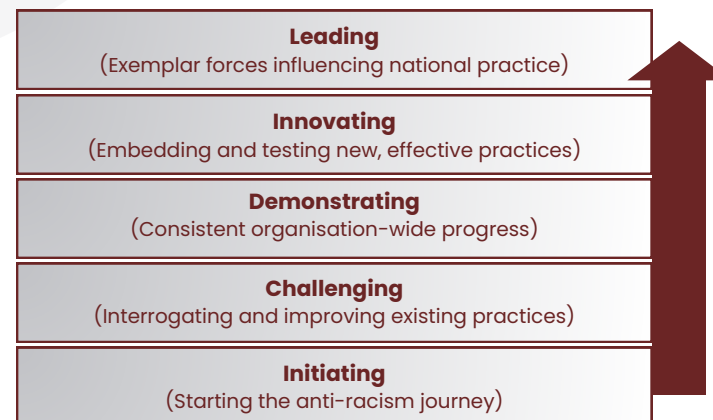 Leading
(Exemplar forces influencing national practice)
Innovating
(Embedding and testing new, effective practices)
Demonstrating
(Consistent organisation-wide progress)
Challenging
(Interrogating and improving existing practices)
Initiating
(Starting the anti-racism journey)